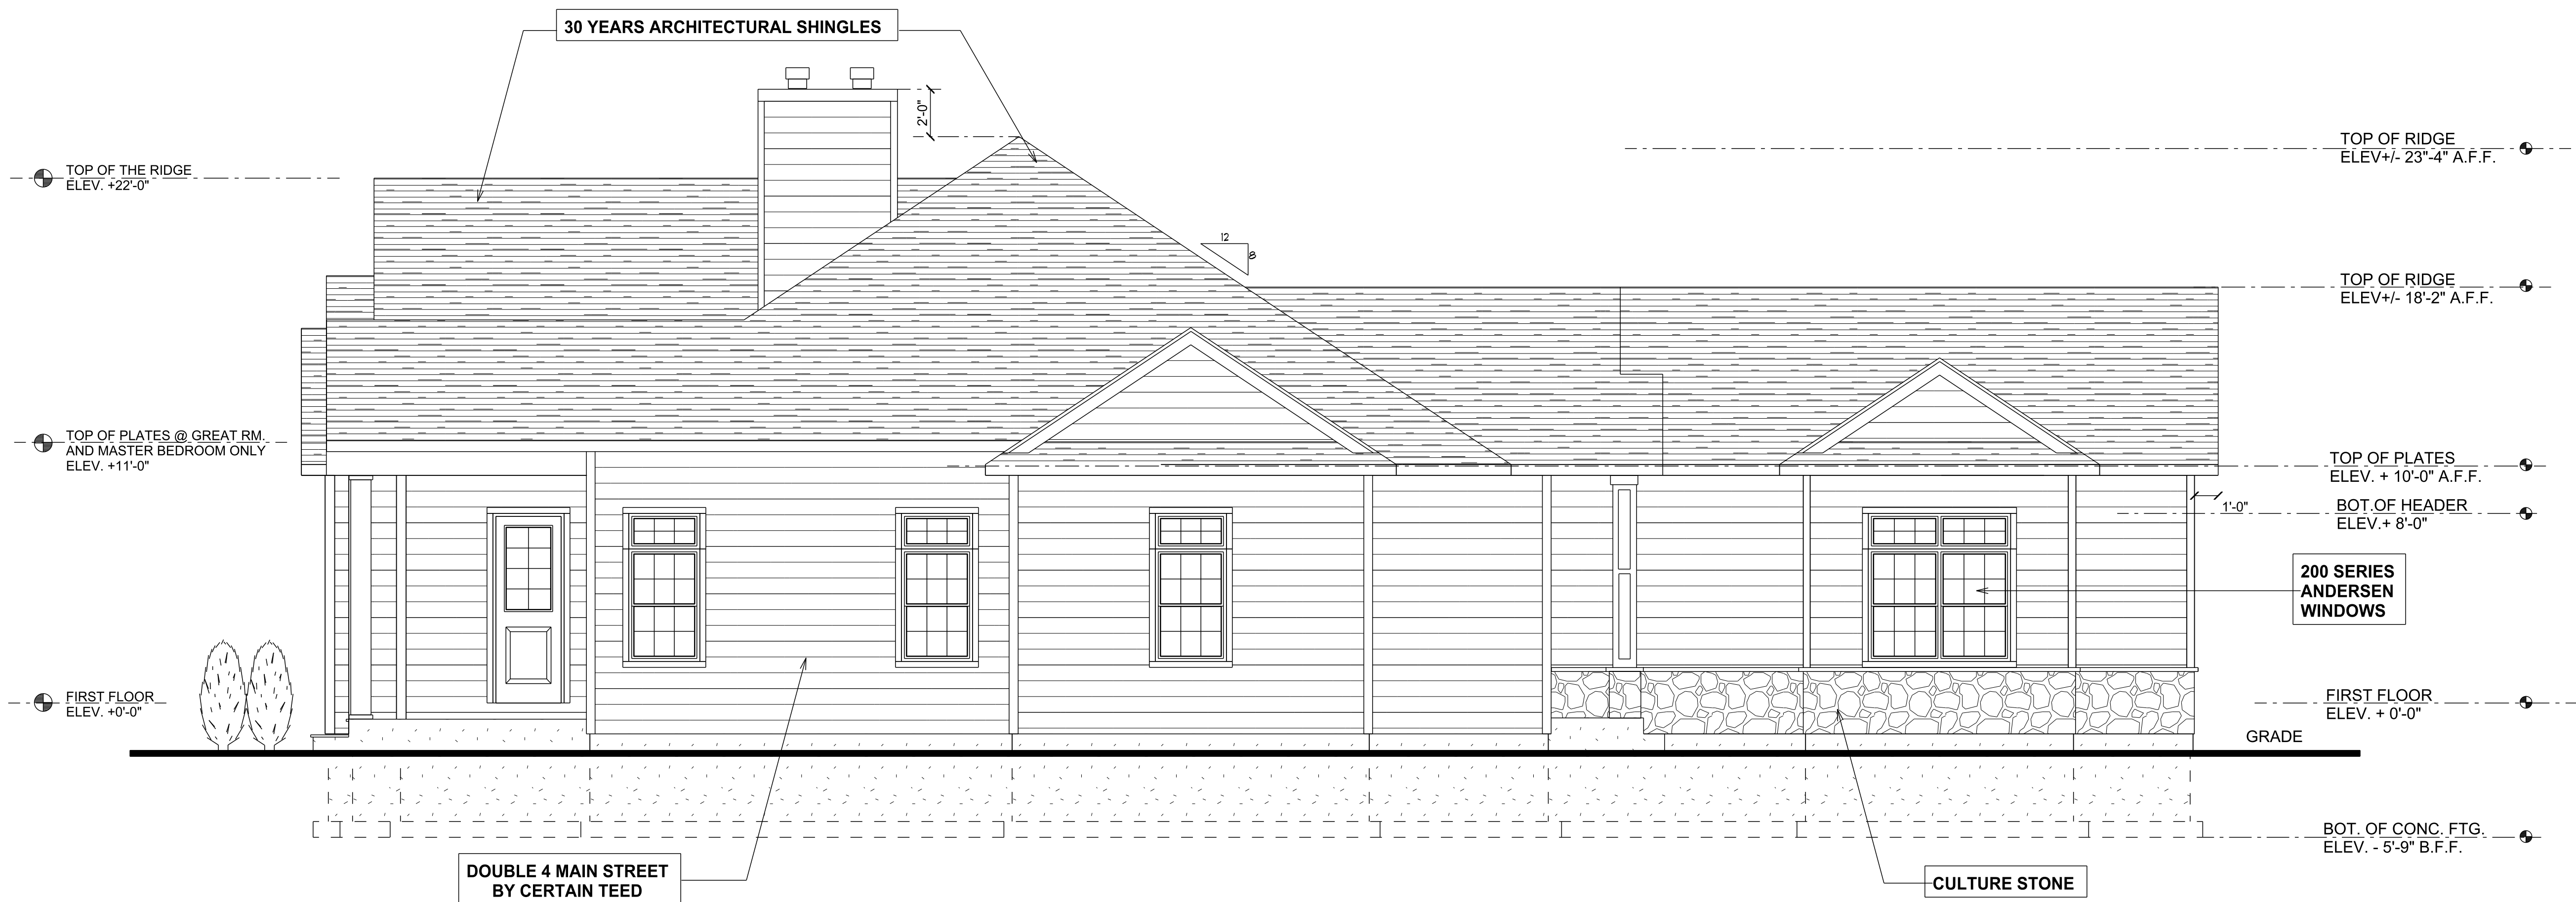 30 YEARS ARCHITECTURAL SHINGLES
2'-0"
TOP OF THE RIDGE
ELEV. +22'-0"
TOP OF RIDGE
ELEV+/- 23"-4" A.F.F.
12
8
TOP OF RIDGE
ELEV+/- 18'-2" A.F.F.
TOP OF PLATES @ GREAT RM.
AND MASTER BEDROOM ONLY
ELEV. +11'-0"
TOP OF PLATES
ELEV. + 10'-0" A.F.F.
1'-0"
BOT.OF HEADER
ELEV.+ 8'-0"
200 SERIES
ANDERSEN
WINDOWS
FIRST FLOOR
ELEV. +0'-0"
FIRST FLOOR
ELEV. + 0'-0"
GRADE
BOT. OF CONC. FTG.
ELEV. - 5'-9" B.F.F.
DOUBLE 4 MAIN STREET
BY CERTAIN TEED
CULTURE STONE